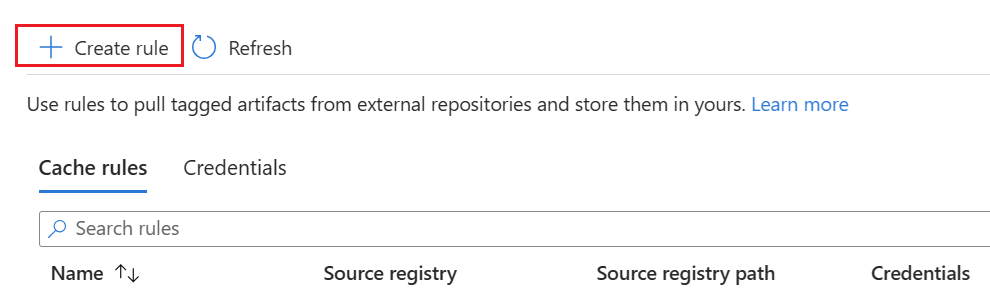 Create rule Refresh
Use rules to pull tagged artifacts from external repositories and store them in yours. Learn more
Cache rules Credentials
Search rules
Name Source registry Source registry path Credentials